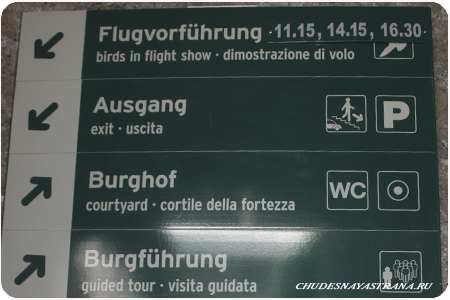 Flugvorführung · 11.15, 14.15, 16.30 ·
birds in flight show · dimostrazione di volo
Ausgang
exit · uscita
P
Burghof
courtyard · cortile della fortezza
WC
Burgführung
guided tour · visita guidata
CHUDESNAYASTRANA.RU